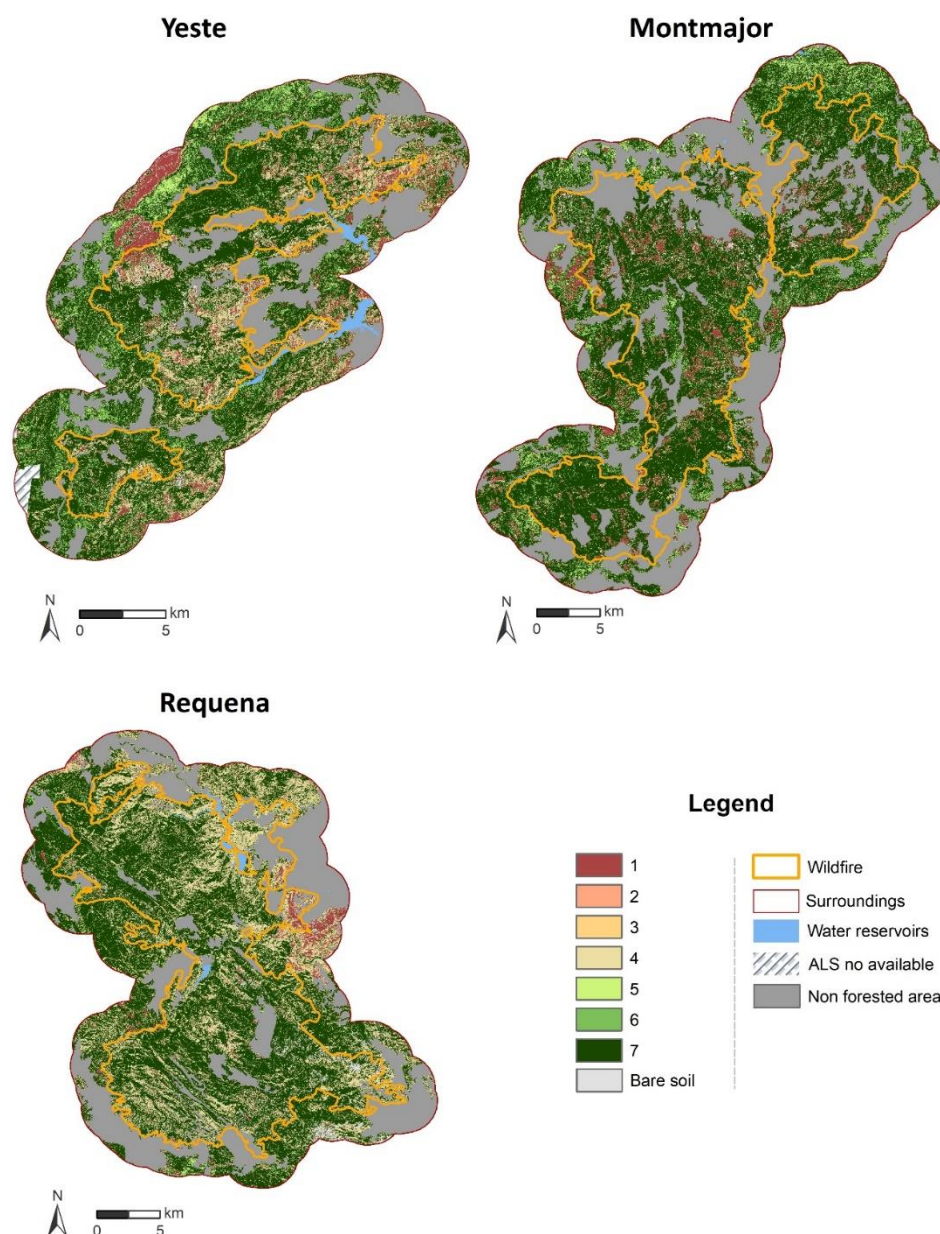 Yeste
Montmajor
N
km
0 5
N
km
0 5
Requena
N
km
0 5
Legend
1
2
3
4
5
6
7
Bare soil
Wildfire
Surroundings
Water reservoirs
ALS no available
Non forested area